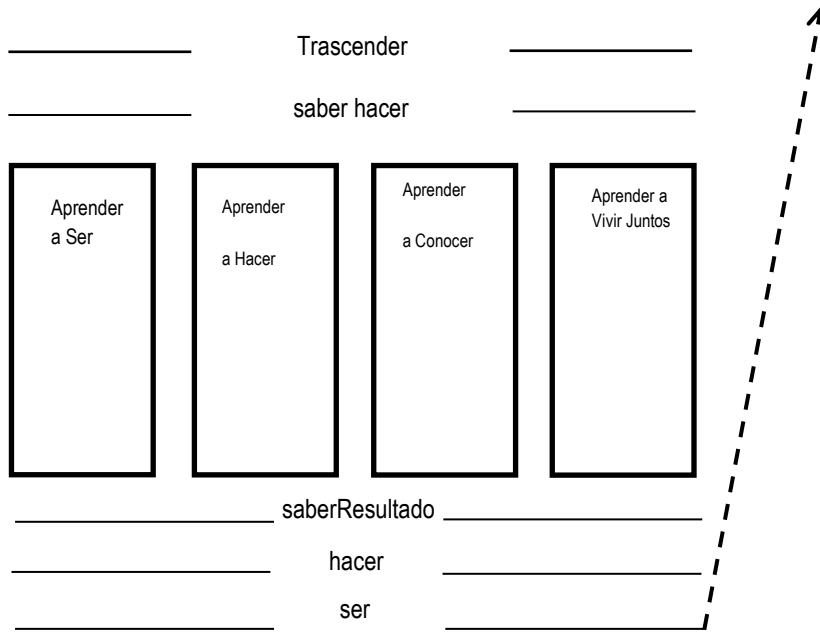 Trascender
saber hacer
Aprender
a Ser
Aprender
a Hacer
Aprender
a Conocer
Aprender a
Vivir Juntos
saberResultado
hacer
ser